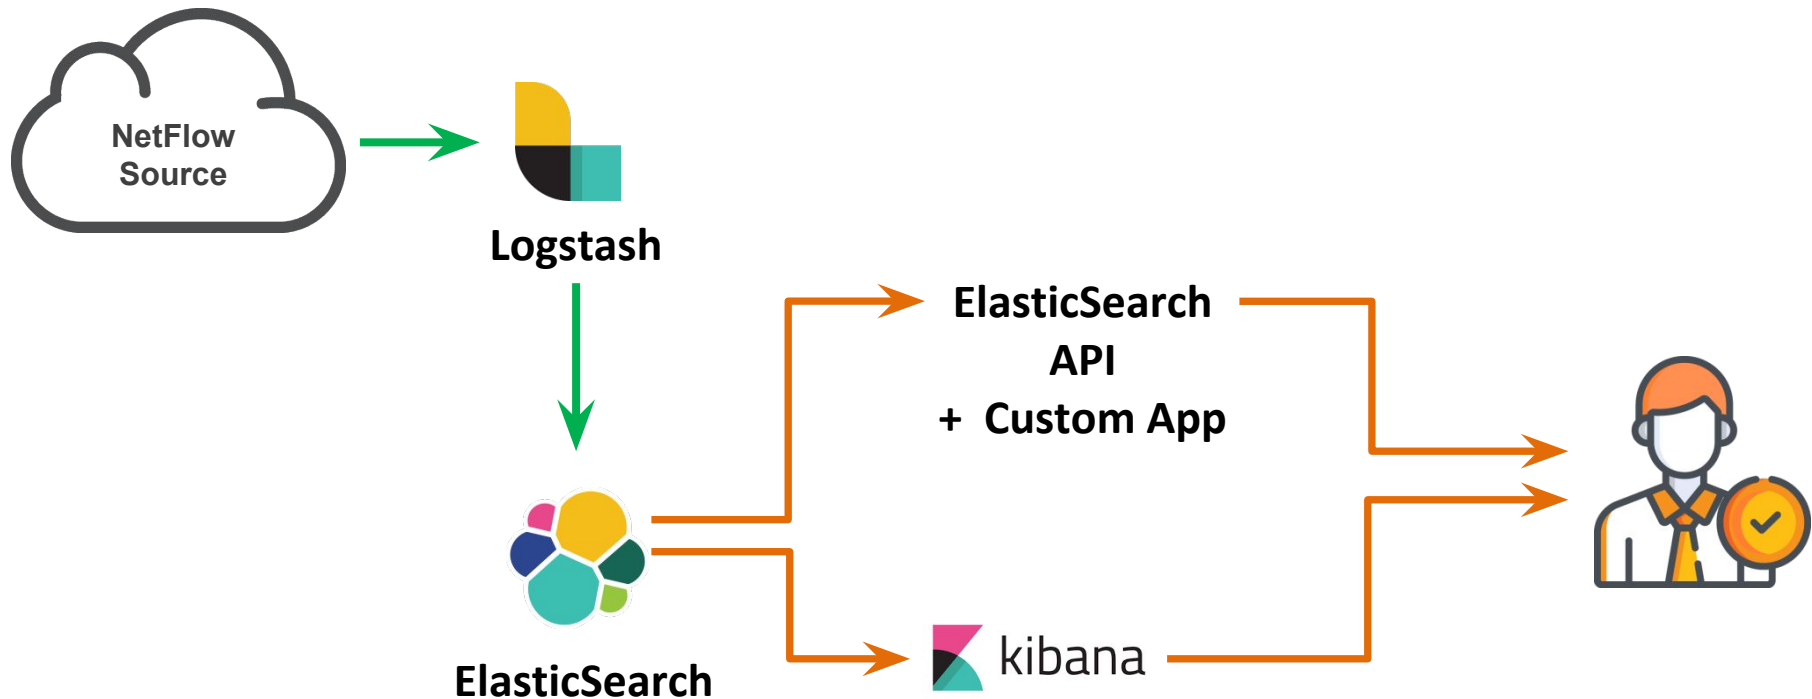 NetFlow
Source
Logstash
ElasticSearch
API
+ Custom App
ElasticSearch
kibana